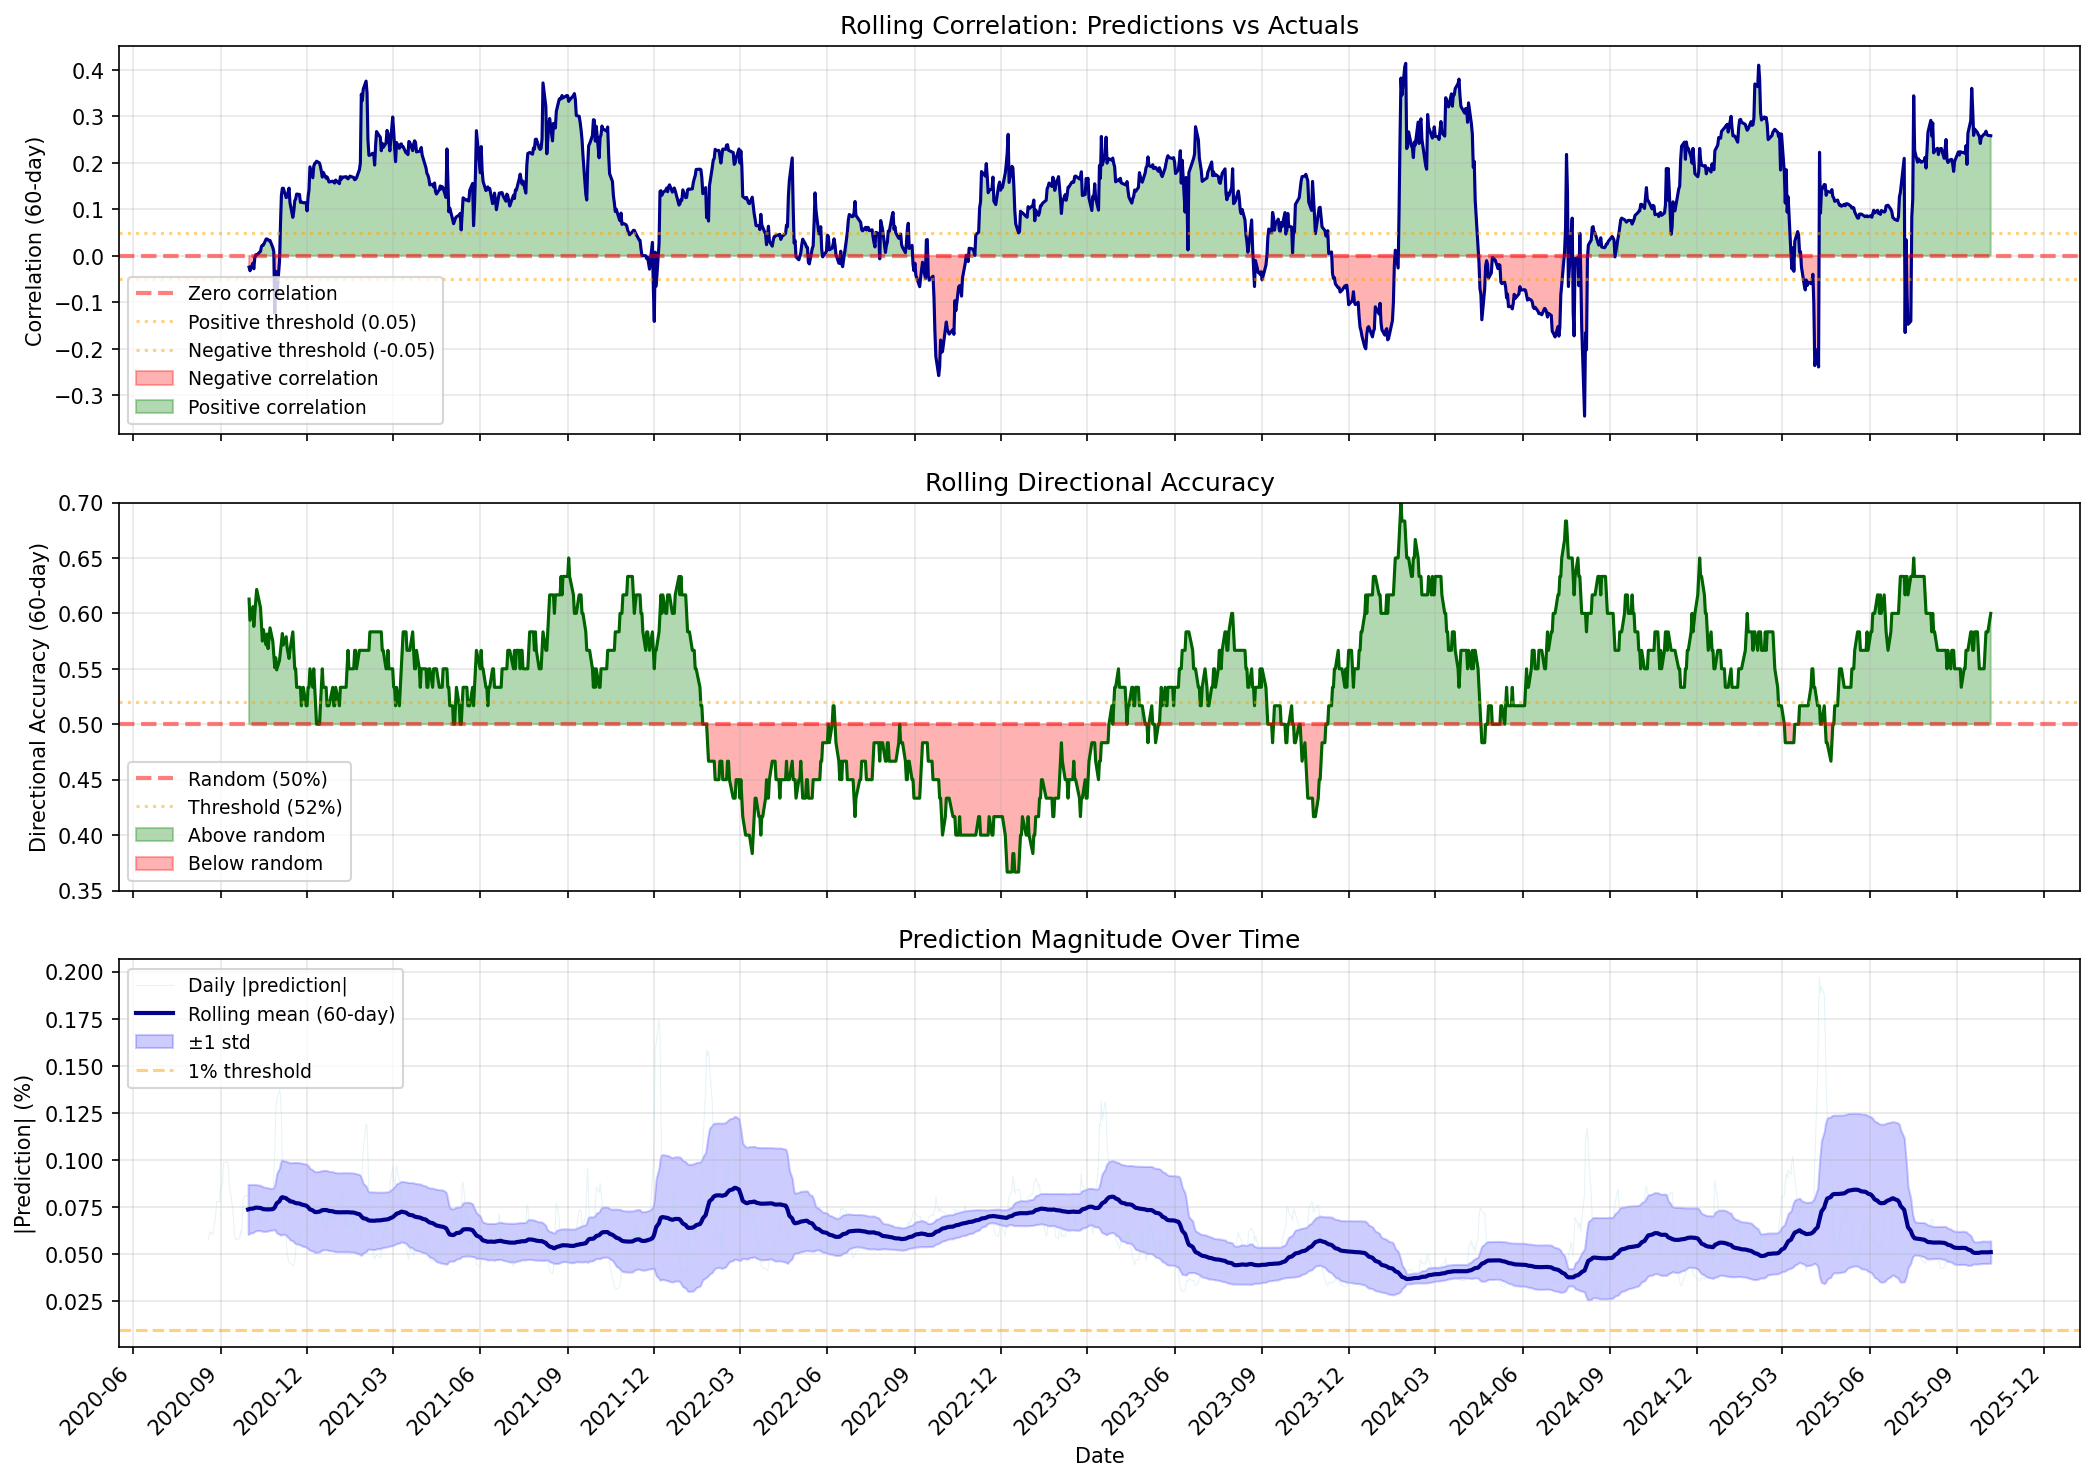 Rolling Correlation: Predictions vs Actuals
Correlation (60-day)
0.4
0.3
0.2
0.1
0.0
−0.1
−0.2
−0.3
Zero correlation
Positive threshold (0.05)
Negative threshold (-0.05)
Negative correlation
Positive correlation
Rolling Directional Accuracy
Directional Accuracy (60-day)
0.70
0.65
0.60
0.55
0.50
0.45
0.40
0.35
Random (50%)
Threshold (52%)
Above random
Below random
Prediction Magnitude Over Time
|Prediction| (%)
0.200
0.175
0.150
0.125
0.100
0.075
0.050
0.025
Daily |prediction|
Rolling mean (60-day)
±1 std
1% threshold
2020-06
2020-09
2020-12
2021-03
2021-06
2021-09
2021-12
2022-03
2022-06
2022-09
2022-12
2023-03
2023-06
2023-09
2023-12
2024-03
2024-06
2024-09
2024-12
2025-03
2025-06
2025-09
2025-12
Date